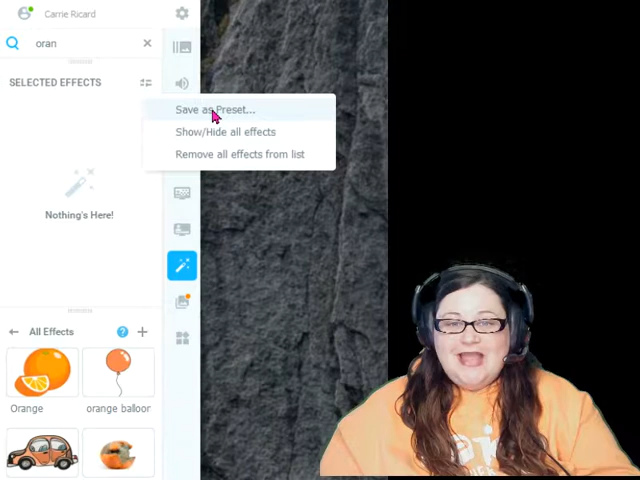 Carrie Ricard
oran
SELECTED EFFECTS
Save as Preset...
Show/Hide all effects
Remove all effects from list
Nothing's Here!
All Effects
Orange
orange balloon